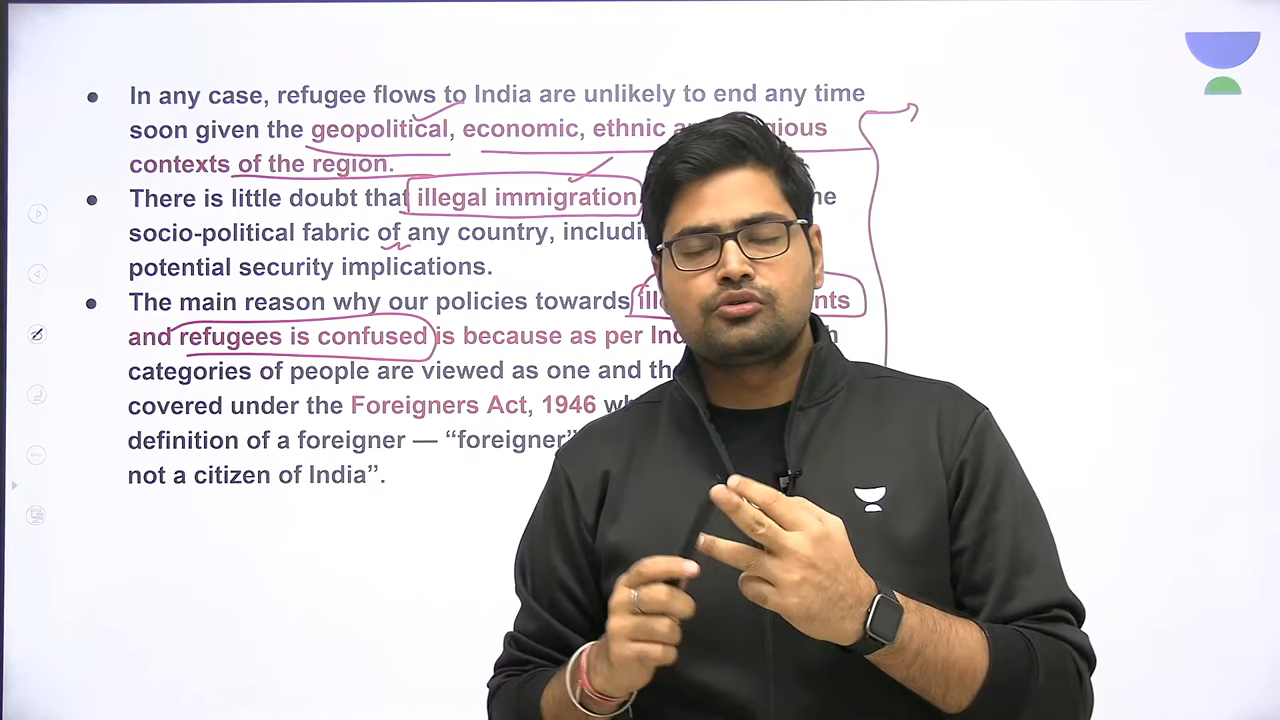 In any case, refugee flows to India are unlikely to end any time
soon given the geopolitical, economic, ethnic
contexts of the region.
There is little doubt that illegal immigration
socio-political fabric of any country,
potential security implications.
The main reason why our policies towards
and refugees is confused is because as per
categories of people are viewed as one and
covered under the Foreigners Act, 1946
definition of a foreigner — “foreigner”
not a citizen of India”.